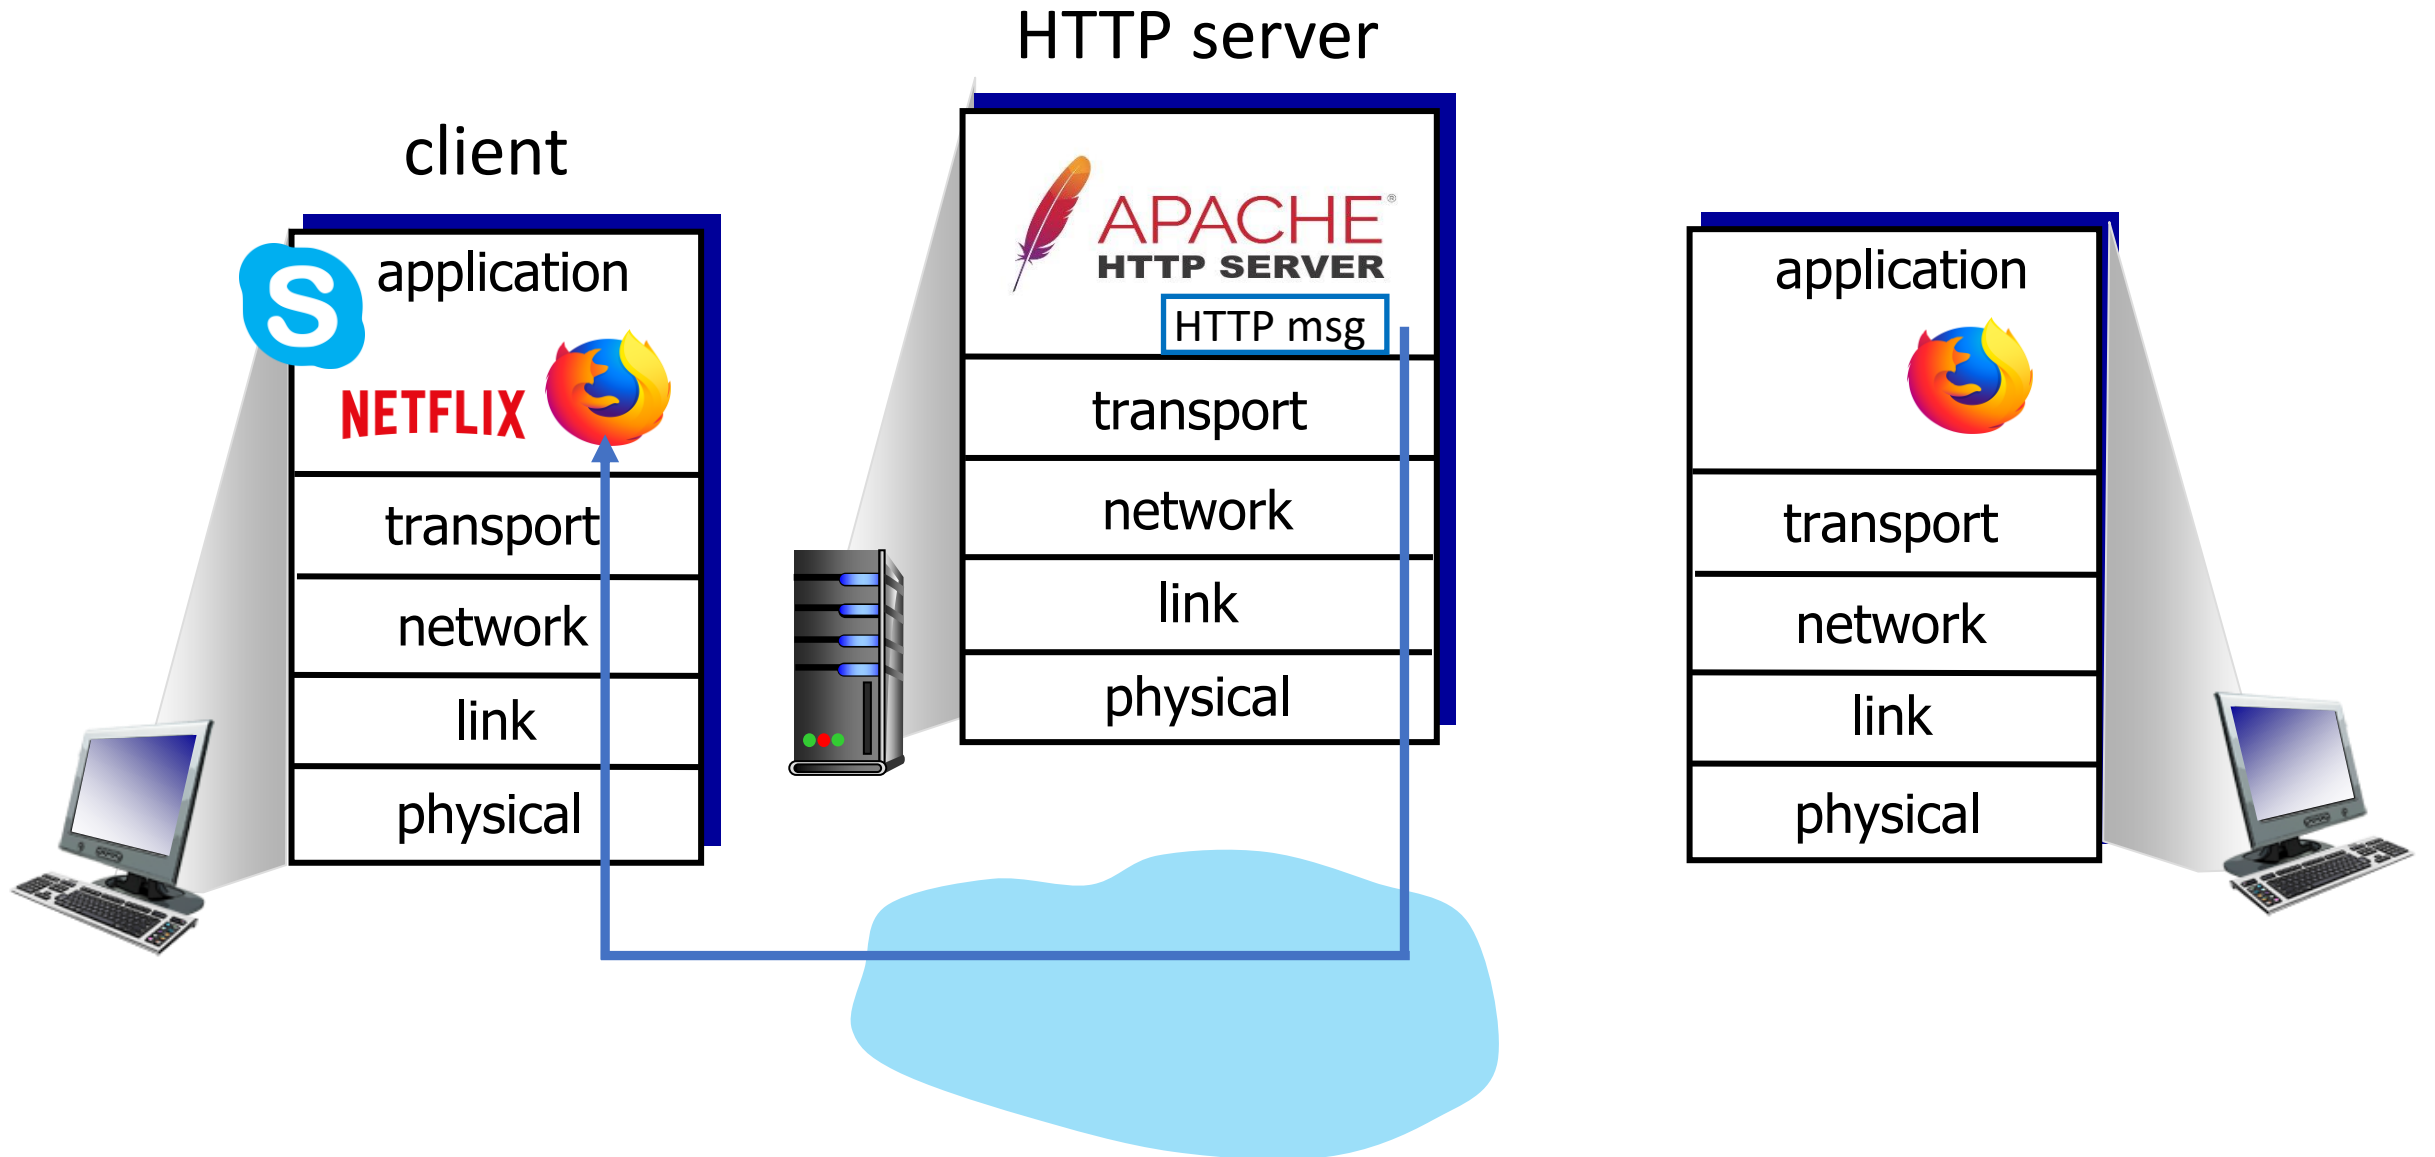 HTTP server
client
APACHE®
HTTP SERVER
HTTP msg
application
S
NETFLIX
transport
network
link
physical
transport
network
link
physical
application
transport
network
link
physical